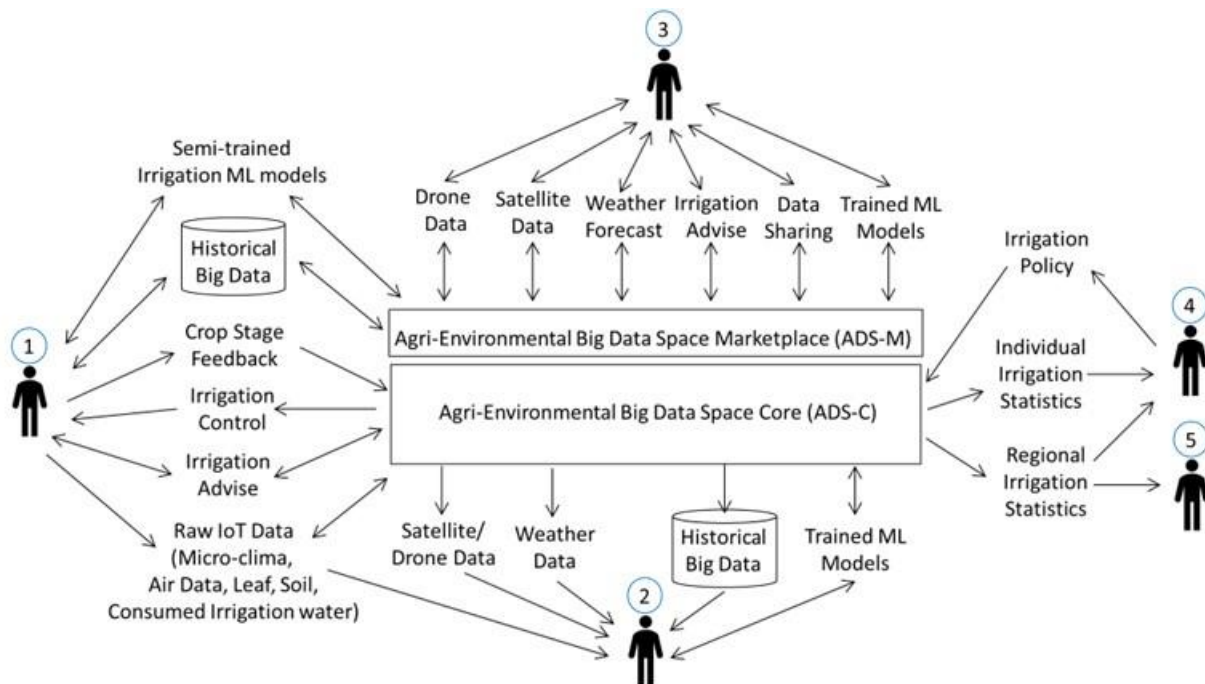 3
Semi-trained
Irrigation ML models
Drone
Data
Satellite
Data
Weather
Forecast
Irrigation
Advise
Data
Sharing
Trained ML
Models
Historical
Big Data
Irrigation
Policy
1
4
Crop Stage
Feedback
Agri-Environmental Big Data Space Marketplace (ADS-M)
Individual
Irrigation
Statistics
Irrigation
Control
Agri-Environmental Big Data Space Core (ADS-C)
5
Irrigation
Advise
Regional
Irrigation
Statistics
Raw IoT Data
(Micro-clima,
Air Data, Leaf, Soil,
Consumed Irrigation water)
Satellite/
Drone Data
Weather
Data
Historical
Big Data
Trained ML
Models
2